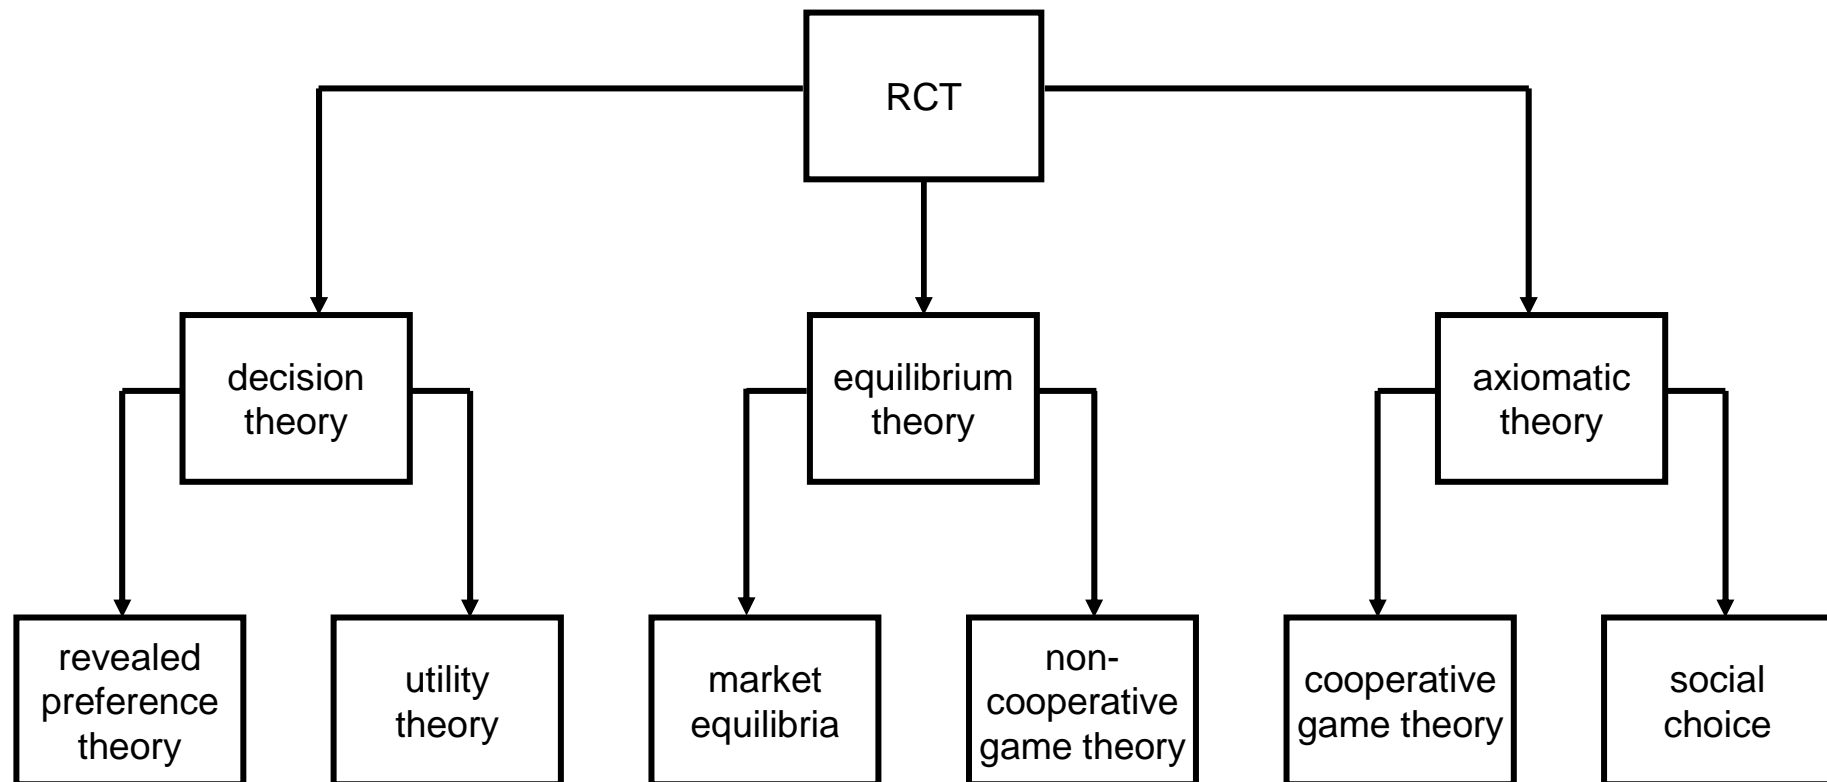 RCT
decision
theory
equilibrium
theory
axiomatic
theory
revealed
preference
theory
utility
theory
market
equilibria
non-
cooperative
game theory
cooperative
game theory
social
choice